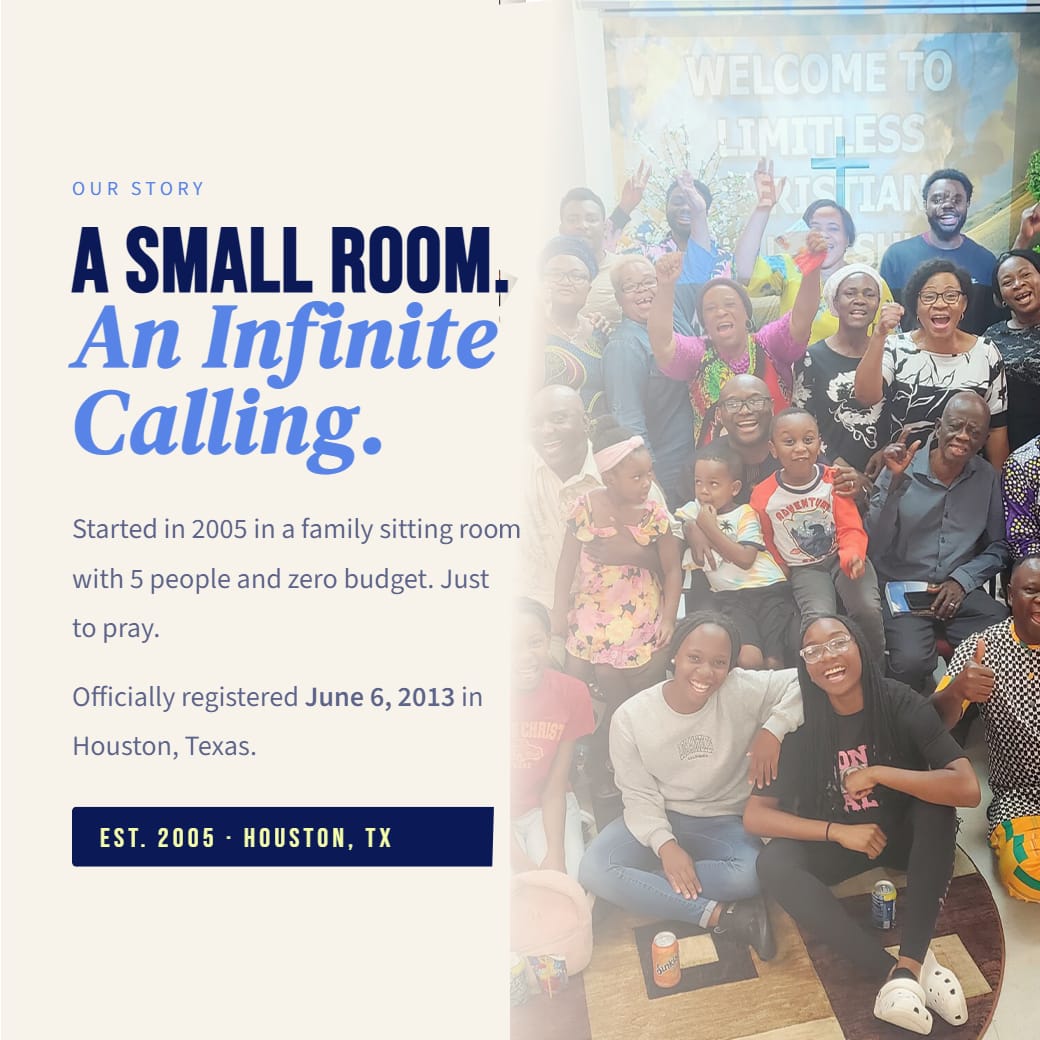 OUR STORY
A SMALL ROOM.
An Infinite
Calling.
Started in 2005 in a family sitting room
with 5 people and zero budget. Just
to pray.
Officially registered June 6, 2013 in
Houston, Texas.
EST. 2005 · HOUSTON, TX
WELCOME TO
LIMITLESS
ADVENTURE
CHRIST